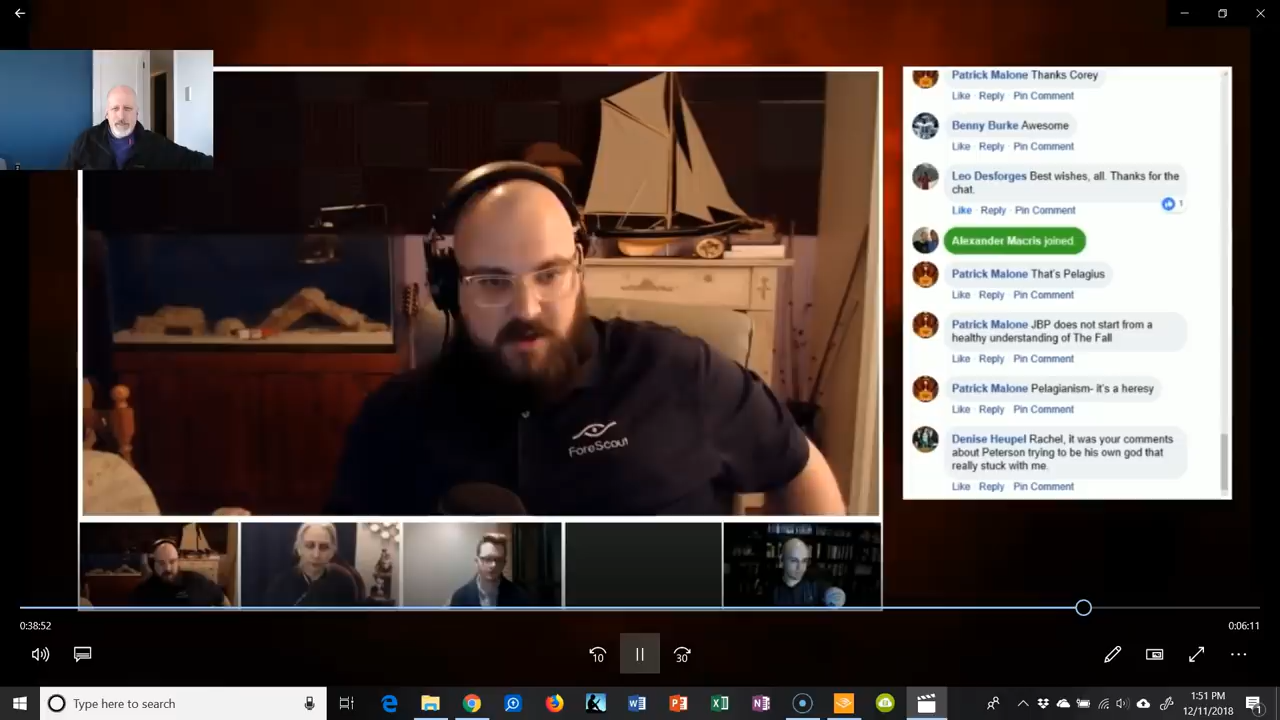 Patrick Malone Thanks Corey
Like · Reply · Pin Comment
Benny Burke Awesome
Like · Reply · Pin Comment
Leo Desforges Best wishes, all. Thanks for the
chat.
Like · Reply · Pin Comment
1
Alexander Macris joined
Patrick Malone That's Pelagius
Like · Reply · Pin Comment
Patrick Malone JBP does not start from a
healthy understanding of The Fall
Like · Reply · Pin Comment
Patrick Malone Pelagianism- it's a heresy
Like · Reply · Pin Comment
Denise Heupel Rachel, it was your comments
about Peterson trying to be his own god that
really stuck with me.
Like · Reply · Pin Comment
ForeScout
0:38:52
0:06:11
10
30
Type here to search
1:51 PM
12/11/2018
1